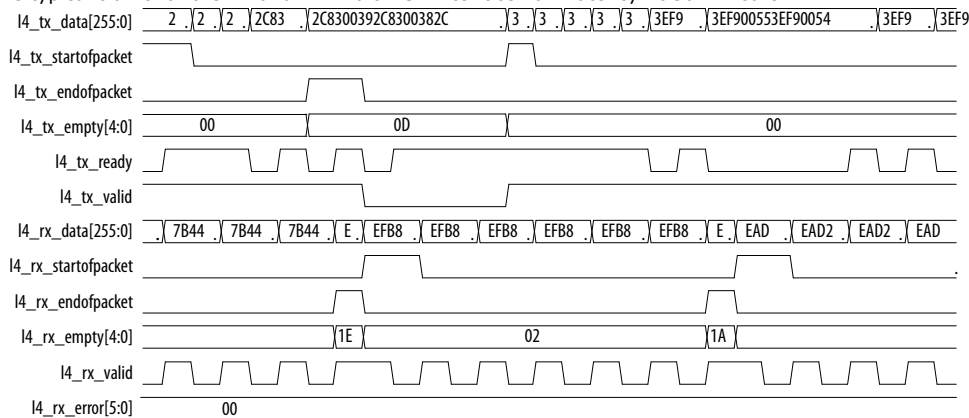 l4_tx_data[255:0] 2 . 2 . 2 . 2C83 2C8300392C8300382C . 3 . 3 . 3 . 3 . 3 . 3EF9 3EF900553EF90054 . 3EF9 3EF9
l4_tx_startofpacket
l4_tx_endofpacket
l4_tx_empty[4:0] 00 0D 00
l4_tx_ready
l4_tx_valid
l4_rx_data[255:0] . 7B44 . 7B44 . 7B44 . E . EFB8 . EFB8 . EFB8 . EFB8 . EFB8 . EFB8 . E . EAD . EAD2 . EAD2 . EAD
l4_rx_startofpacket .
l4_rx_endofpacket
l4_rx_empty[4:0] 1E 02 1A
l4_rx_valid
l4_rx_error[5:0] 00